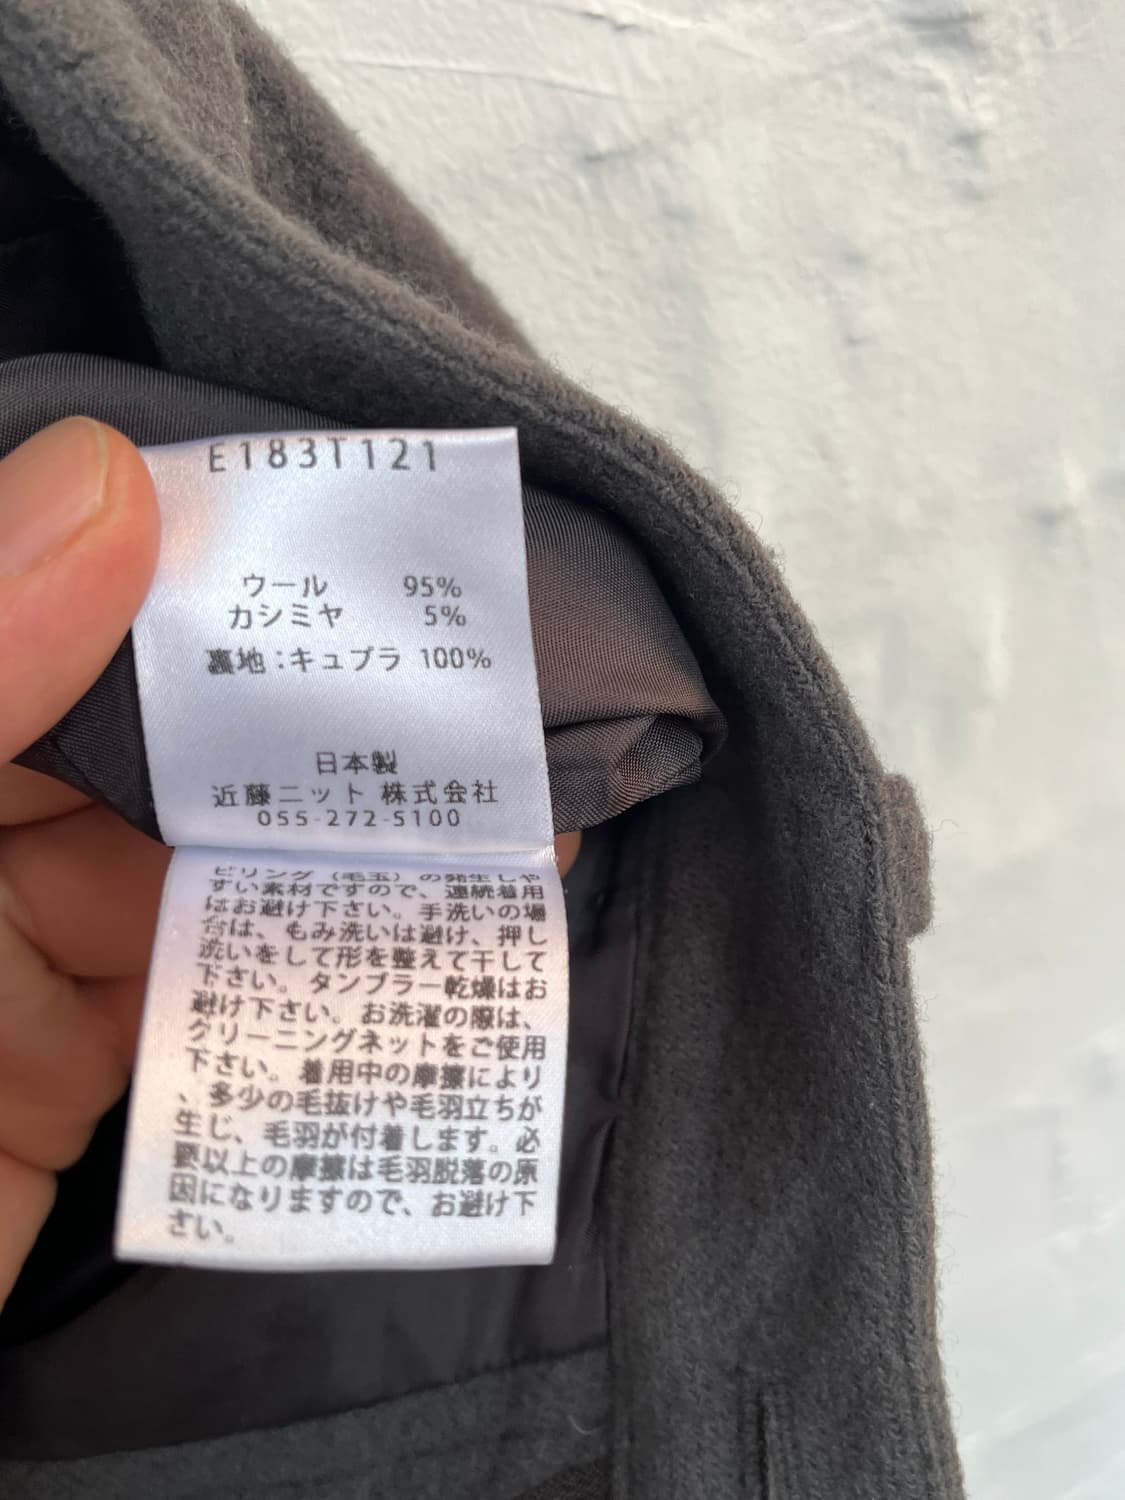 E183T121
ウール 95%
カシミヤ 5%
裏地：キュプラ 100%
日本製
近藤ニット 株式会社
055-272-5100
ピリング（毛玉）の発生しや
すい素材ですので、連続着用
はお避け下さい。手洗いの場
合は、もみ洗いは避け、押し
洗いをして形を整えて干して
下さい。タンブラー乾燥はお
避け下さい。お洗濯の際は、
クリーニングネットをご使用
下さい。着用中の摩擦により
、多少の毛抜けや毛羽立ちが
生じ、毛羽が付着します。必
要以上の摩擦は毛羽脱落の原
因になりますので、お避け下
さい。